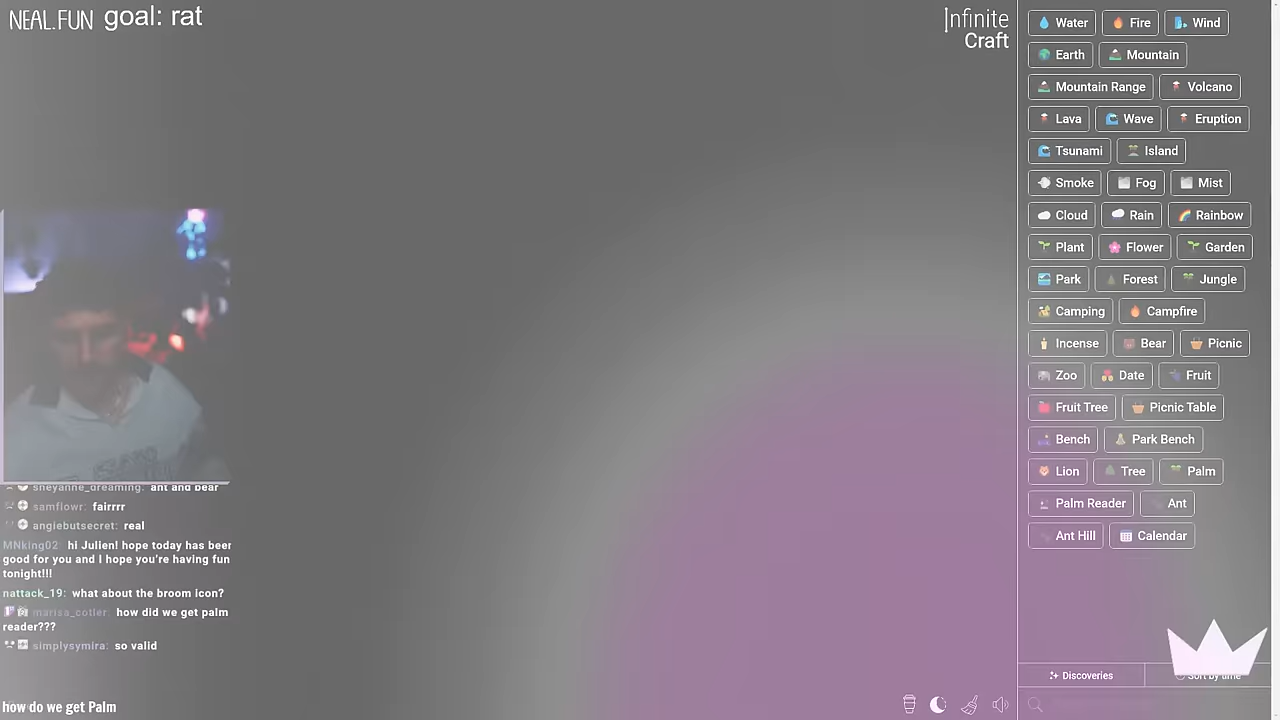 NEAL.FUN goal: rat
Infinite
Craft
Water Fire Wind
Earth Mountain
Mountain Range Volcano
Lava Wave Eruption
Tsunami Island
Smoke Fog Mist
Cloud Rain Rainbow
Plant Flower Garden
Park Forest Jungle
Camping Campfire
Incense Bear Picnic
Zoo Date Fruit
Fruit Tree Picnic Table
Bench Park Bench
Lion Tree Palm
Palm Reader Ant
Ant Hill Calendar
sheyanne_dreaming: ant and bear
samflowr: fairrrr
angiebutsecret: real
MNking02 hi Julien! hope today has been
good for you and I hope you're having fun
tonight!!!
nattack_19: what about the broom icon?
marisa_cotler: how did we get palm
reader???
simplysymira: so valid
how do we get Palm
Discoveries Sort by time